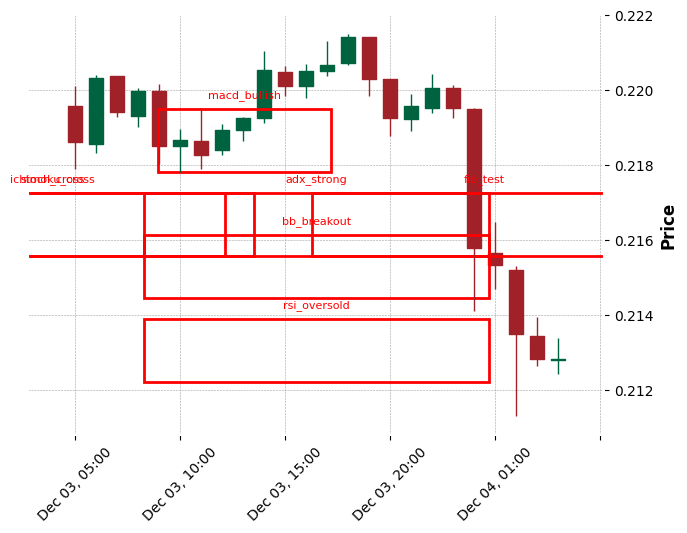 0.222
0.220
macd_bullish
0.218
adx_strong
0.216
bb_breakout
Price
0.214
rsi_oversold
0.212
Dec 03, 05:00
Dec 03, 10:00
Dec 03, 15:00
Dec 03, 20:00
Dec 04, 01:00